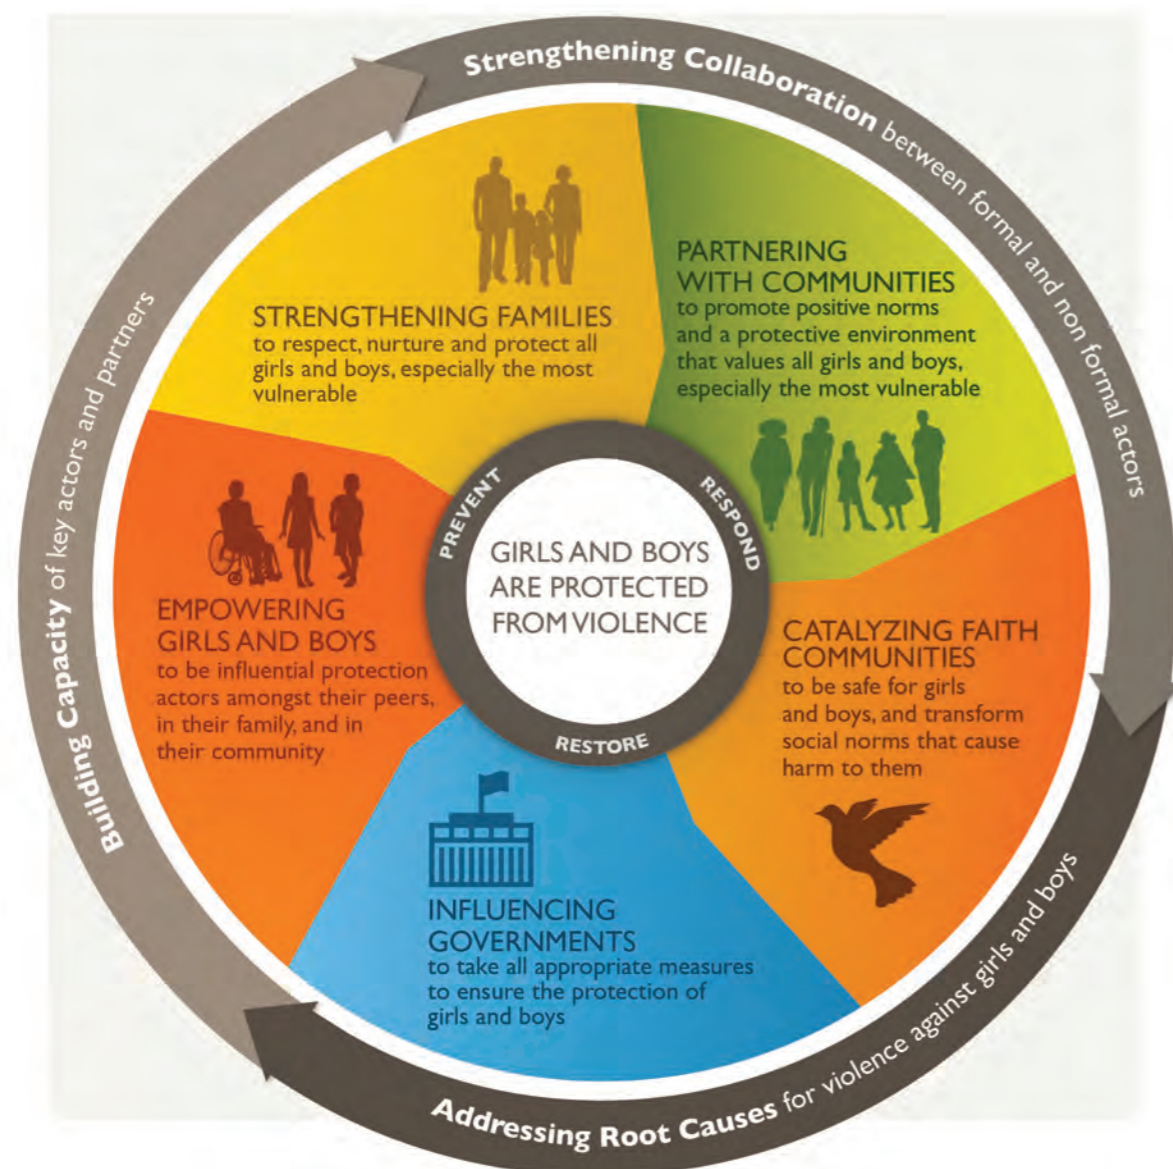 Strengthening Collaboration between formal and non formal actors
STRENGTHENING FAMILIES
to respect, nurture and protect all
girls and boys, especially the most
vulnerable
PARTNERING
WITH COMMUNITIES
to promote positive norms
and a protective environment
that values all girls and boys,
especially the most vulnerable
Building Capacity of key actors and partners
PREVENT
RESPOND
GIRLS AND BOYS
ARE PROTECTED
FROM VIOLENCE
RESTORE
EMPOWERING
GIRLS AND BOYS
to be influential protection
actors amongst their peers,
in their family, and in
their community
CATALYZING FAITH
COMMUNITIES
to be safe for girls
and boys, and transform
social norms that cause
harm to them
INFLUENCING
GOVERNMENTS
to take all appropriate measures
to ensure the protection of
girls and boys
Addressing Root Causes for violence against girls and boys